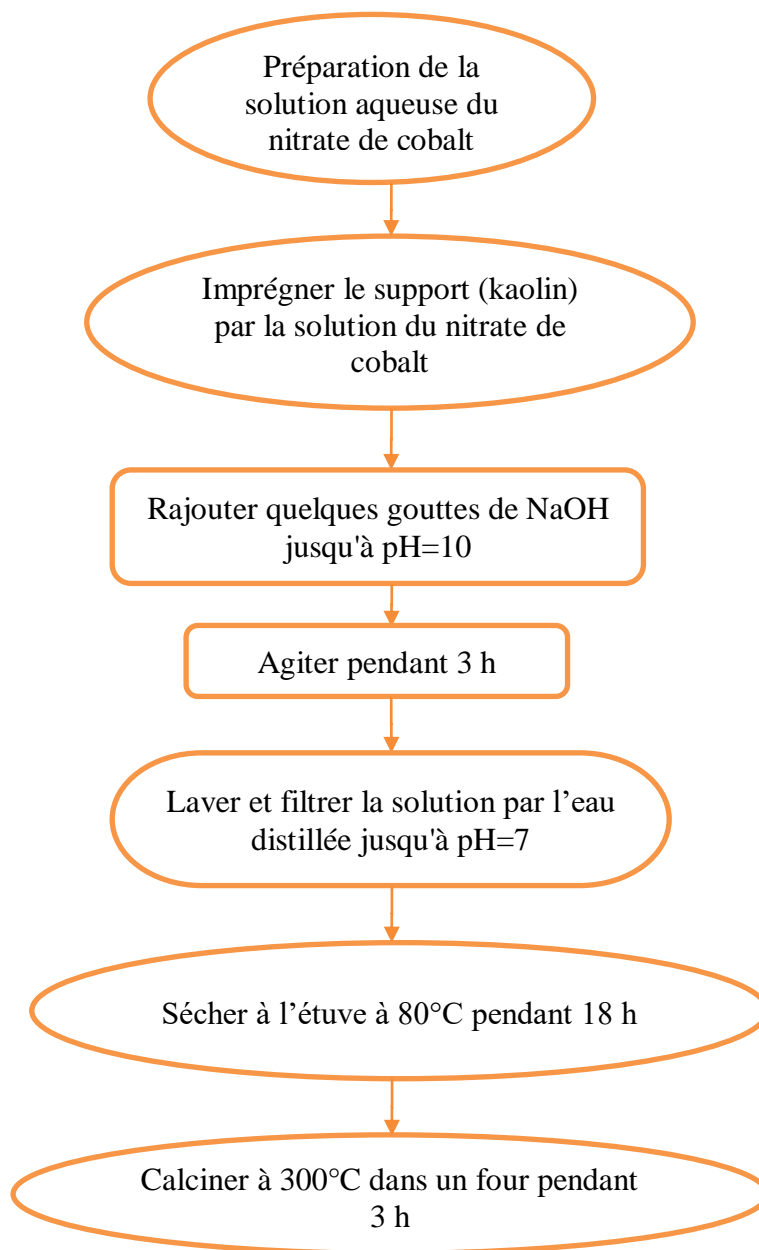 Préparation de la
solution aqueuse du
nitrate de cobalt
Imprégner le support (kaolin)
par la solution du nitrate de
cobalt
Rajouter quelques gouttes de NaOH
jusqu'à pH=10
Agiter pendant 3 h
Laver et filtrer la solution par l’eau
distillée jusqu'à pH=7
Sécher à l’étuve à 80°C pendant 18 h
Calciner à 300°C dans un four pendant
3 h